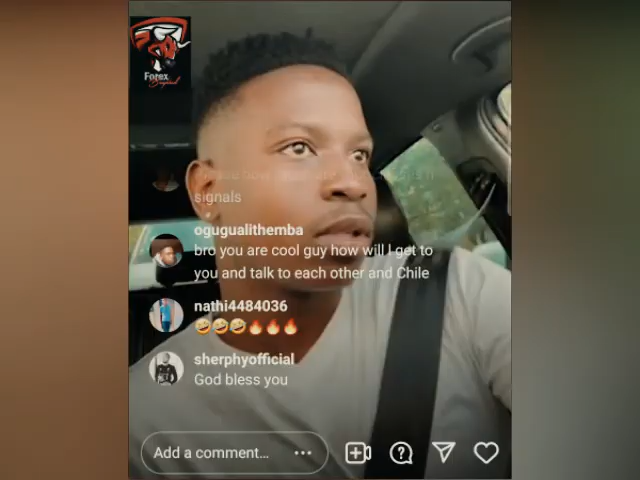 Forex
signals
ogugualithemba
bro you are cool guy how will I get to
you and talk to each other and Chile
nathi4484036
🤣🤣🤣🔥🔥🔥
sherphyofficial
God bless you
Add a comment...